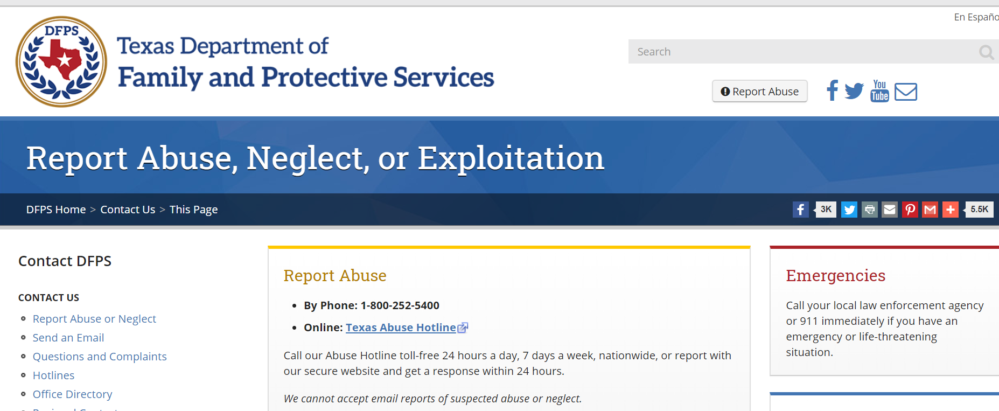 En Españo
DFPS
Texas Department of
Family and Protective Services
Search
Report Abuse
You
Tube
Report Abuse, Neglect, or Exploitation
DFPS Home > Contact Us > This Page
3K
5.5K
Contact DFPS
CONTACT US
Report Abuse or Neglect
Send an Email
Questions and Complaints
Hotlines
Office Directory
Report Abuse
• By Phone: 1-800-252-5400
• Online: Texas Abuse Hotline
Call our Abuse Hotline toll-free 24 hours a day, 7 days a week, nationwide, or report with
our secure website and get a response within 24 hours.
We cannot accept email reports of suspected abuse or neglect.
Emergencies
Call your local law enforcement agency
or 911 immediately if you have an
emergency or life-threatening
situation.